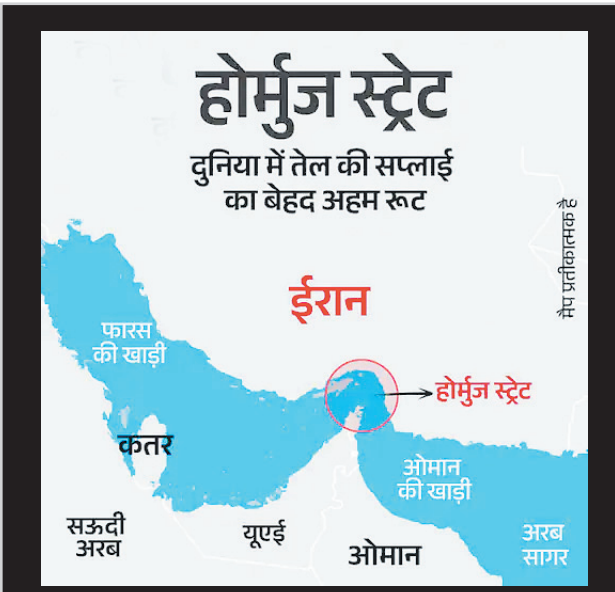 होर्मुज स्ट्रेट
दुनिया में तेल की सप्लाई
का बेहद अहम रूट
मैप प्रतीकात्मक है
ईरान
फारस
की खाड़ी
होर्मुज स्ट्रेट
कतर
ओमान
की खाड़ी
सऊदी
अरब
यूएई
ओमान
अरब
सागर